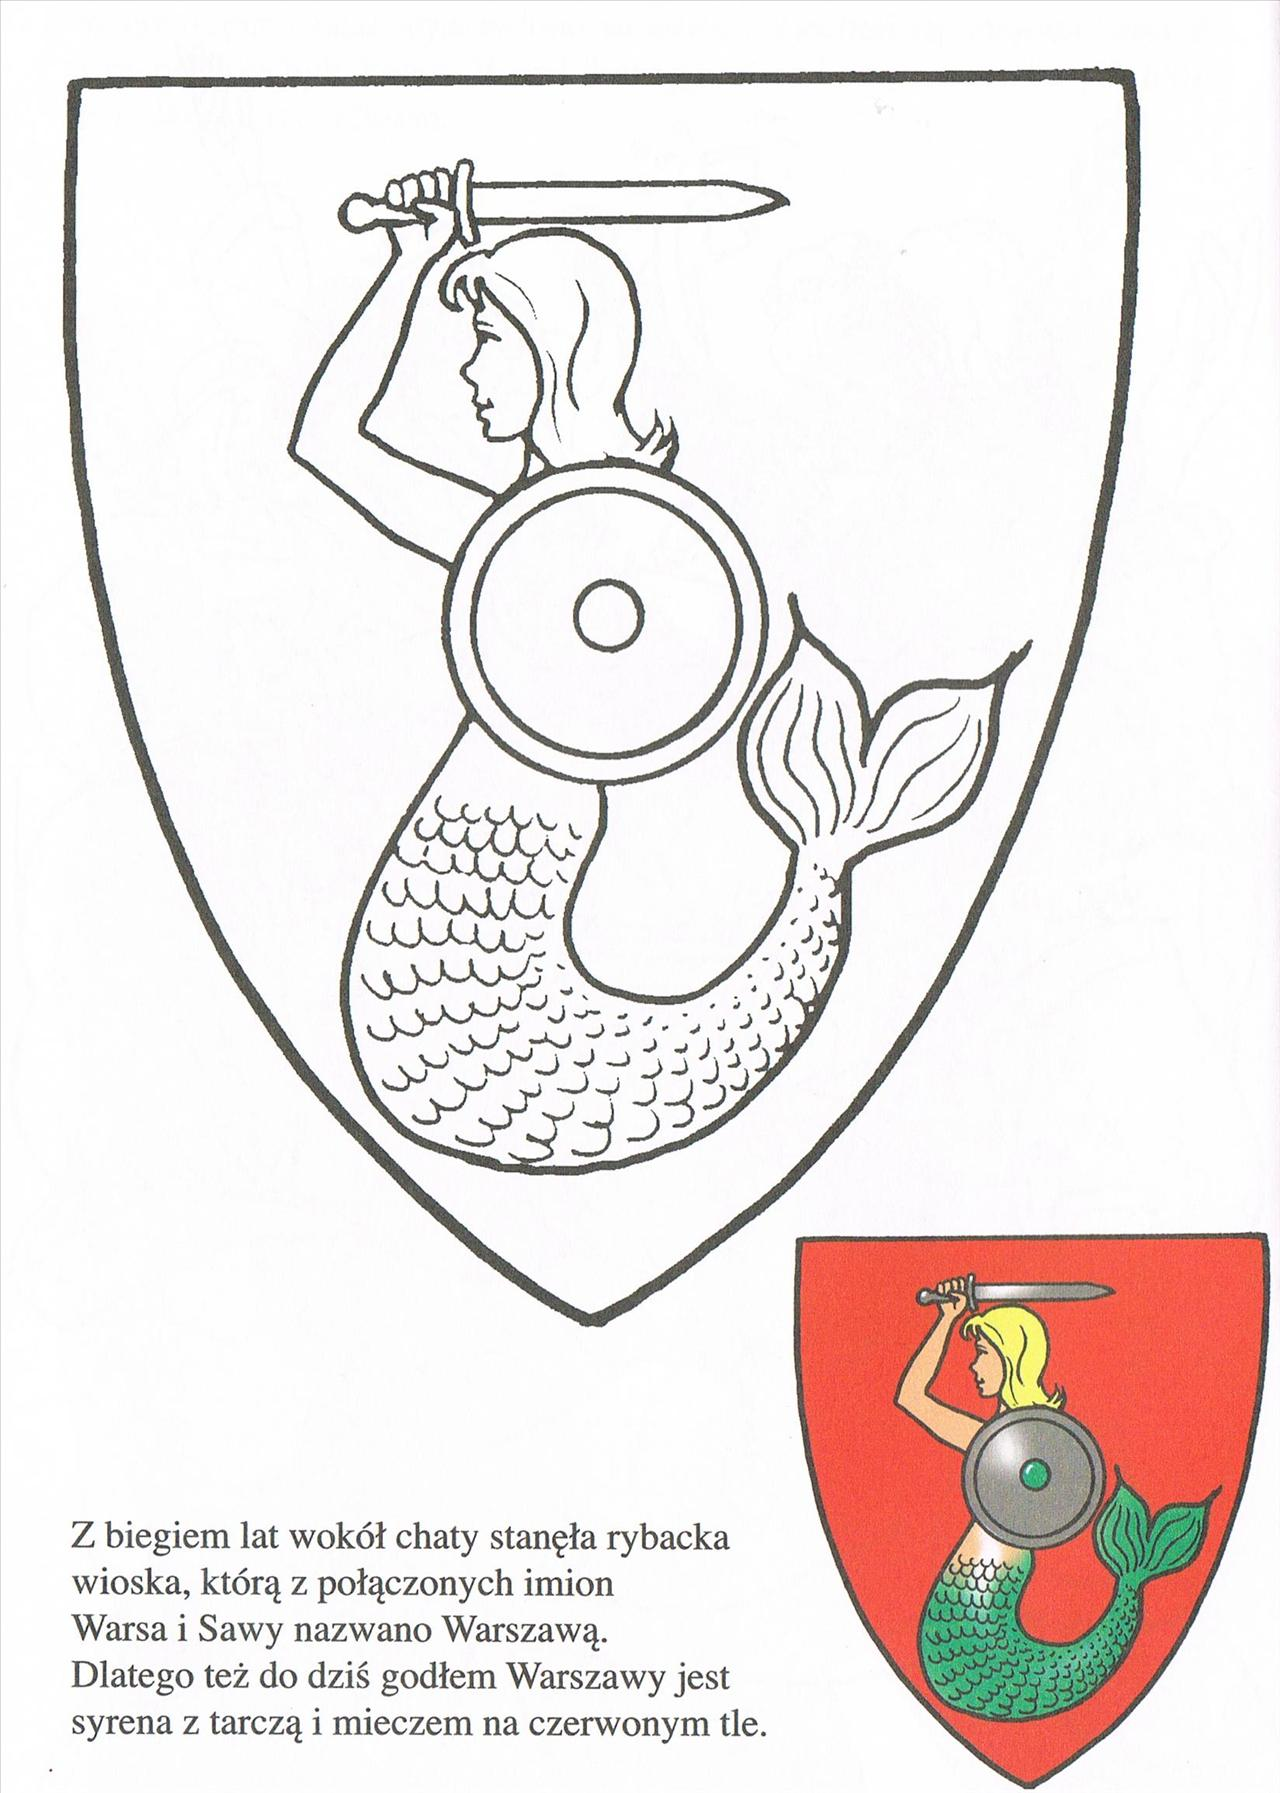 Z biegiem lat wokół chaty stanęła rybacka
wioska, którą z połączonych imion
Warsa i Sawy nazwano Warszawą.
Dlatego też do dziś godłem Warszawy jest
syrena z tarczą i mieczem na czerwonym tle.